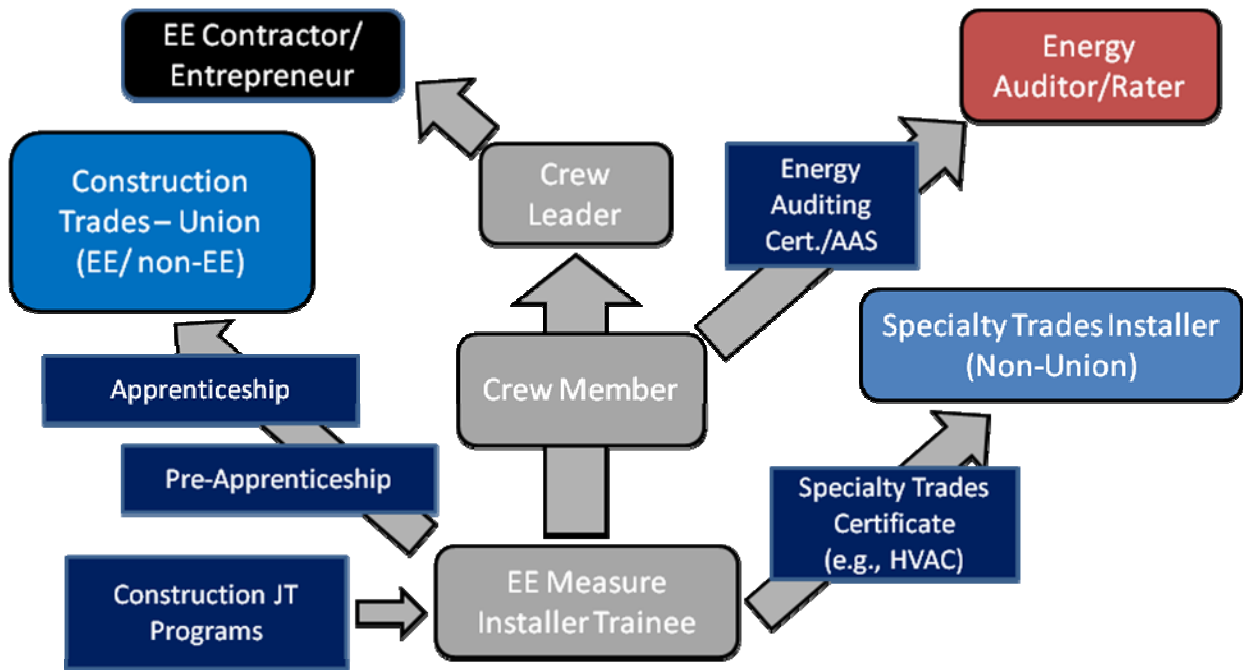 EE Contractor/
Entrepreneur
Energy
Auditor/Rater
Construction
Trades – Union
(EE/ non-EE)
Crew
Leader
Energy
Auditing
Cert./AAS
Specialty Trades Installer
(Non-Union)
Apprenticeship
Crew Member
Pre-Apprenticeship
Specialty Trades
Certificate
(e.g., HVAC)
Construction JT
Programs
EE Measure
Installer Trainee